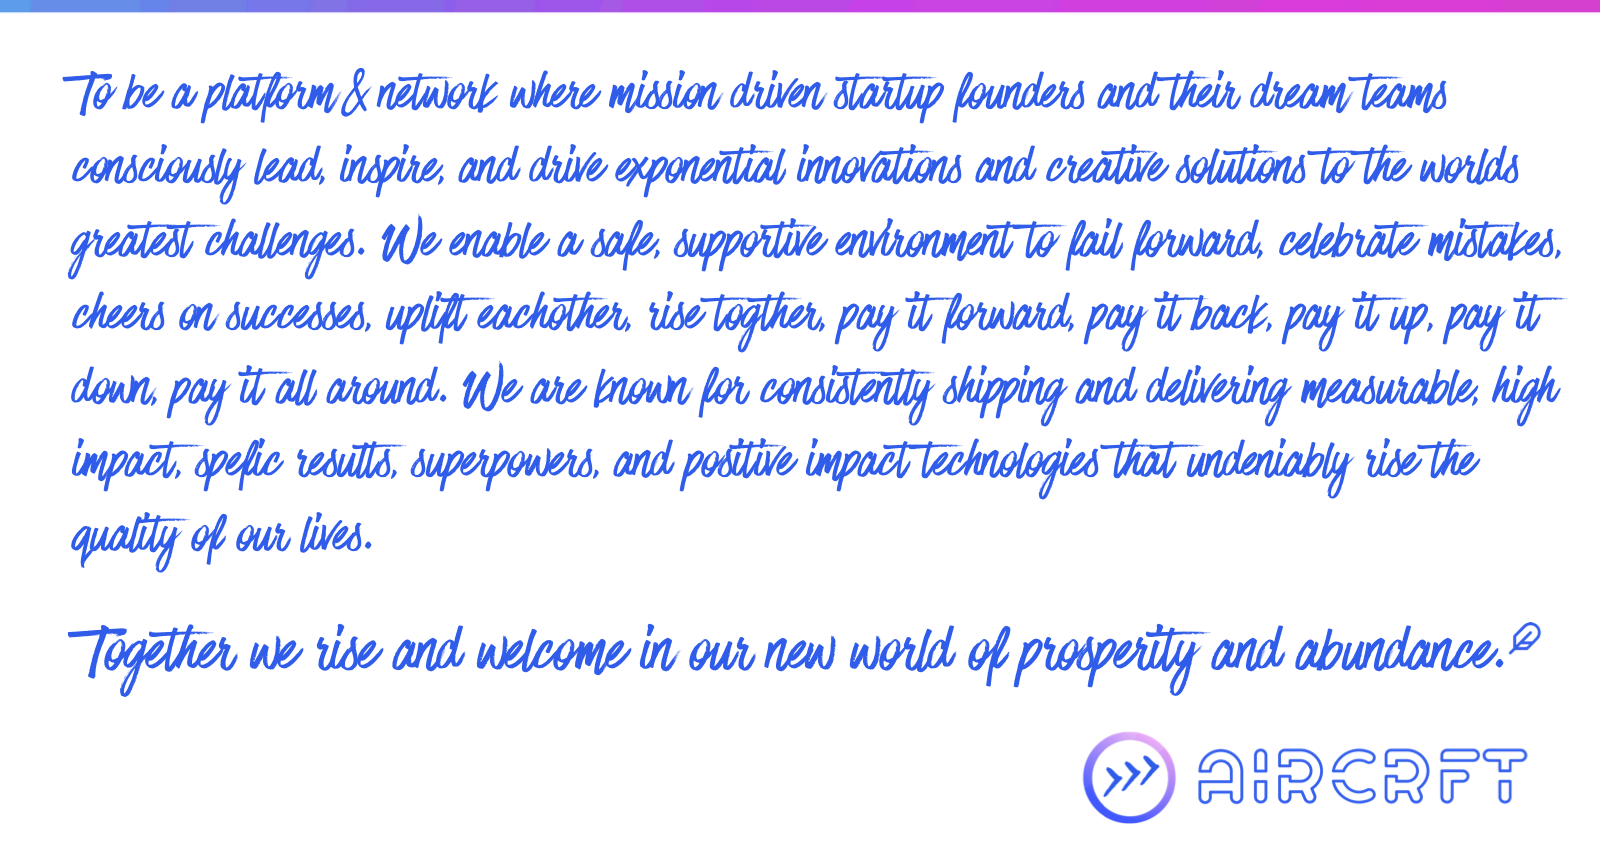 To be a platform & network where mission driven startup founders and their dream teams
consciously lead, inspire, and drive exponential innovations and creative solutions to the worlds
greatest challenges. We enable a safe, supportive environment to fail forward, celebrate mistakes,
cheers on successes, uplift eachother, rise togther, pay it forward, pay it back, pay it up, pay it
down, pay it all around. We are known for consistently shipping and delivering measurable, high
impact, spefic results, superpowers, and positive impact technologies that undeniably rise the
quality of our lives.
Together we rise and welcome in our new world of prosperity and abundance.
AIRCRFT